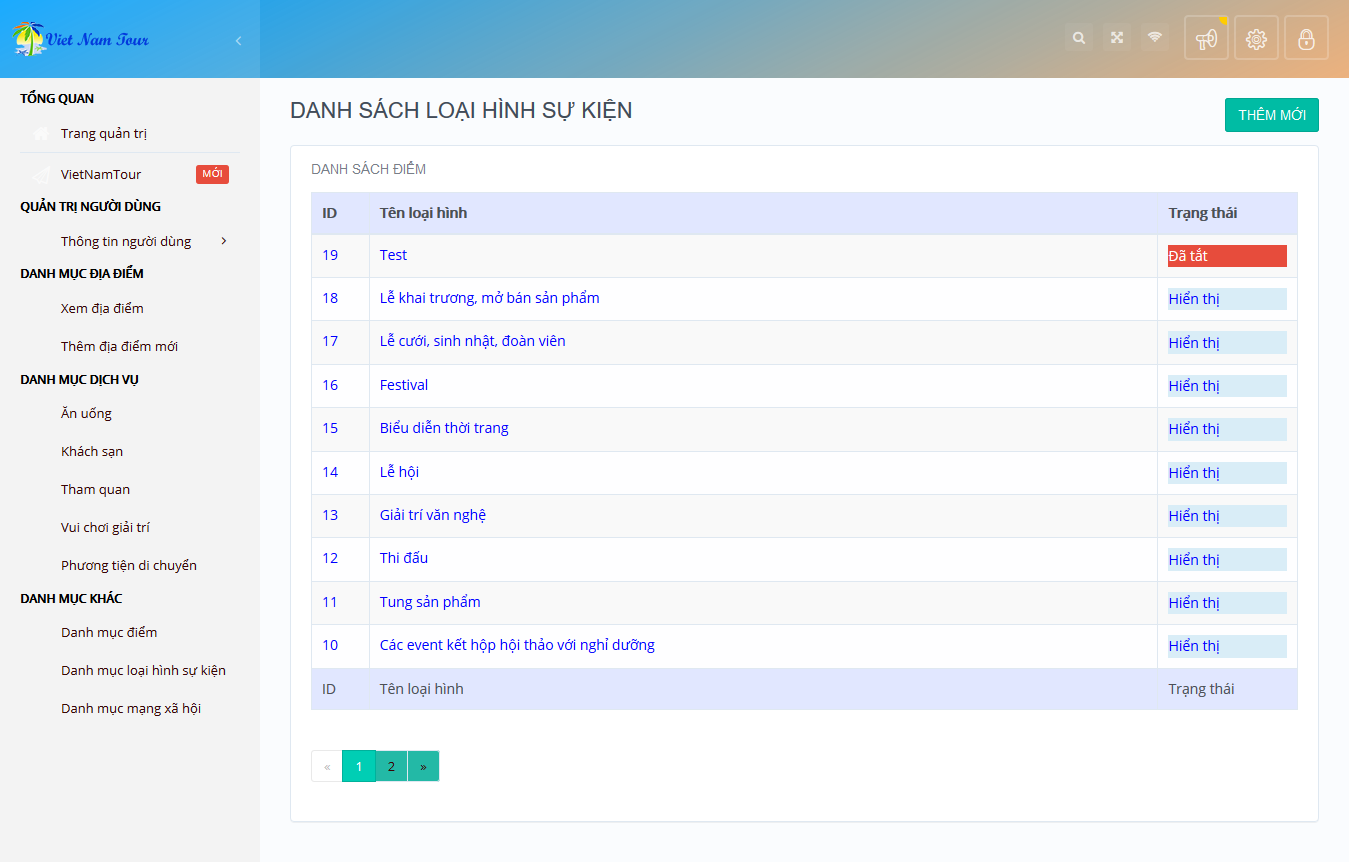 Viet Nam Tour
TỔNG QUAN
Trang quản trị
VietNamTour MỚI
QUẢN TRỊ NGƯỜI DÙNG
Thông tin người dùng
DANH MỤC ĐỊA ĐIỂM
Xem địa điểm
Thêm địa điểm mới
DANH MỤC DỊCH VỤ
Ăn uống
Khách sạn
Tham quan
Vui chơi giải trí
Phương tiện di chuyển
DANH MỤC KHÁC
Danh mục điểm
Danh mục loại hình sự kiện
Danh mục mạng xã hội
DANH SÁCH LOẠI HÌNH SỰ KIỆN
THÊM MỚI
DANH SÁCH ĐIỂM
ID Tên loại hình Trạng thái
19 Test Đã tắt
18 Lễ khai trương, mở bán sản phẩm Hiển thị
17 Lễ cưới, sinh nhật, đoàn viên Hiển thị
16 Festival Hiển thị
15 Biểu diễn thời trang Hiển thị
14 Lễ hội Hiển thị
13 Giải trí văn nghệ Hiển thị
12 Thi đấu Hiển thị
11 Tung sản phẩm Hiển thị
10 Các event kết hộp hội thảo với nghỉ dưỡng Hiển thị
ID Tên loại hình Trạng thái
« 1 2 »